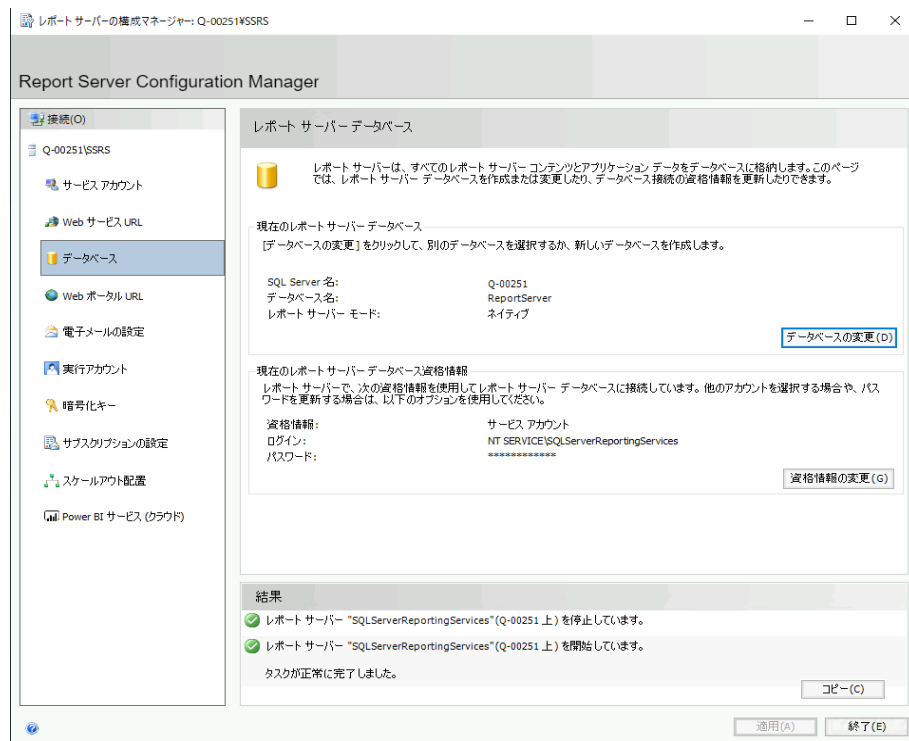 レポート サーバーの構成マネージャー: Q-00251¥SSRS
Report Server Configuration Manager
接続(O)
Q-00251\SSRS
サービス アカウント
Web サービス URL
データベース
Web ポータル URL
電子メールの設定
実行アカウント
暗号化キー
サブスクリプションの設定
スケールアウト配置
Power BI サービス (クラウド)
レポート サーバー データベース
レポート サーバーは、すべてのレポート サーバー コンテンツとアプリケーション データをデータベースに格納します。このページ
では、レポート サーバー データベースを作成または変更したり、データベース接続の資格情報を更新したりできます。
現在のレポート サーバー データベース
[データベースの変更] をクリックして、別のデータベースを選択するか、新しいデータベースを作成します。
SQL Server 名: Q-00251
データベース名: ReportServer
レポート サーバー モード: ネイティブ
データベースの変更(D)
現在のレポート サーバー データベース資格情報
レポート サーバーで、次の資格情報を使用してレポート サーバー データベースに接続しています。他のアカウントを選択する場合や、パス
ワードを更新する場合は、以下のオプションを使用してください。
資格情報: サービス アカウント
ログイン: NT SERVICE\SQLServerReportingServices
パスワード: ************
資格情報の変更(G)
結果
レポート サーバー "SQLServerReportingServices"(Q-00251 上) を停止しています。
レポート サーバー "SQLServerReportingServices"(Q-00251 上) を開始しています。
タスクが正常に完了しました。
コピー(C)
適用(A)
終了(E)